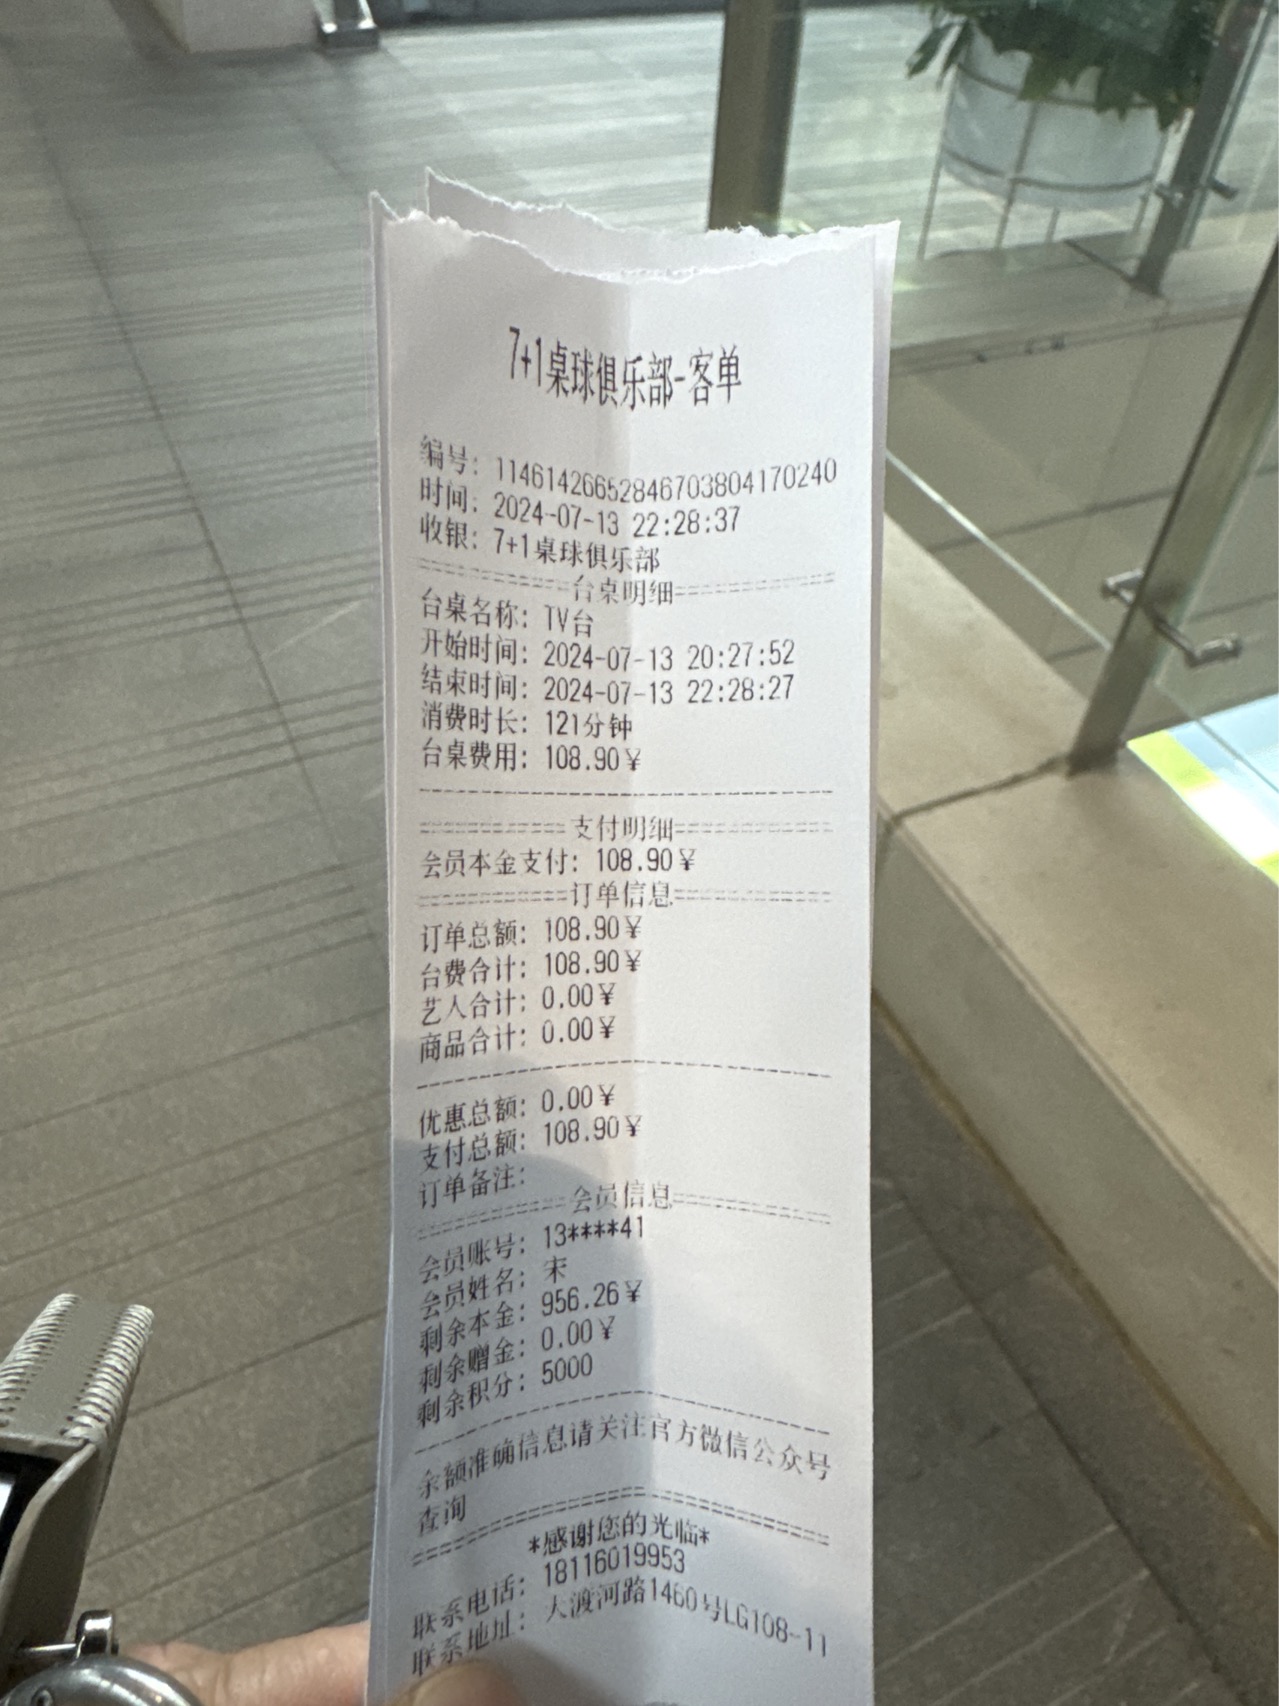 7+1桌球俱乐部-客单
编号: 1146142665284670380417​0240
时间: 2024-07-13 22:28:37
收银: 7+1桌球俱乐部
===========台桌明细===========
台桌名称: TV台
开始时间: 2024-07-13 20:27:52
结束时间: 2024-07-13 22:28:27
消费时长: 121分钟
台桌费用: 108.90¥
--------------------------------
===========支付明细===========
会员本金支付: 108.90¥
===========订单信息===========
订单总额: 108.90¥
台费合计: 108.90¥
艺人合计: 0.00¥
商品合计: 0.00¥
--------------------------------
优惠总额: 0.00¥
支付总额: 108.90¥
订单备注:
===========会员信息===========
会员账号: 13****41
会员姓名: 宋
剩余本金: 956.26¥
剩余赠金: 0.00¥
剩余积分: 5000
--------------------------------
余额准确信息请关注官方微信公众号
查询
================================
*感谢您的光临*
联系电话: 18116019953
联系地址: 大渡河路1460号LG108-11